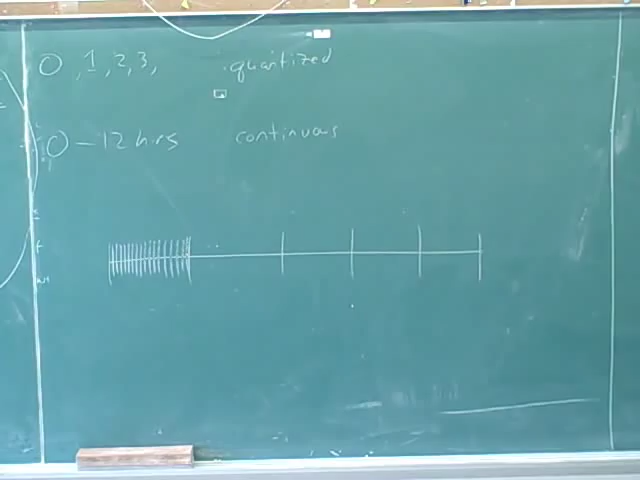 0, 1, 2, 3, quantized
0 – 12 hrs continuous